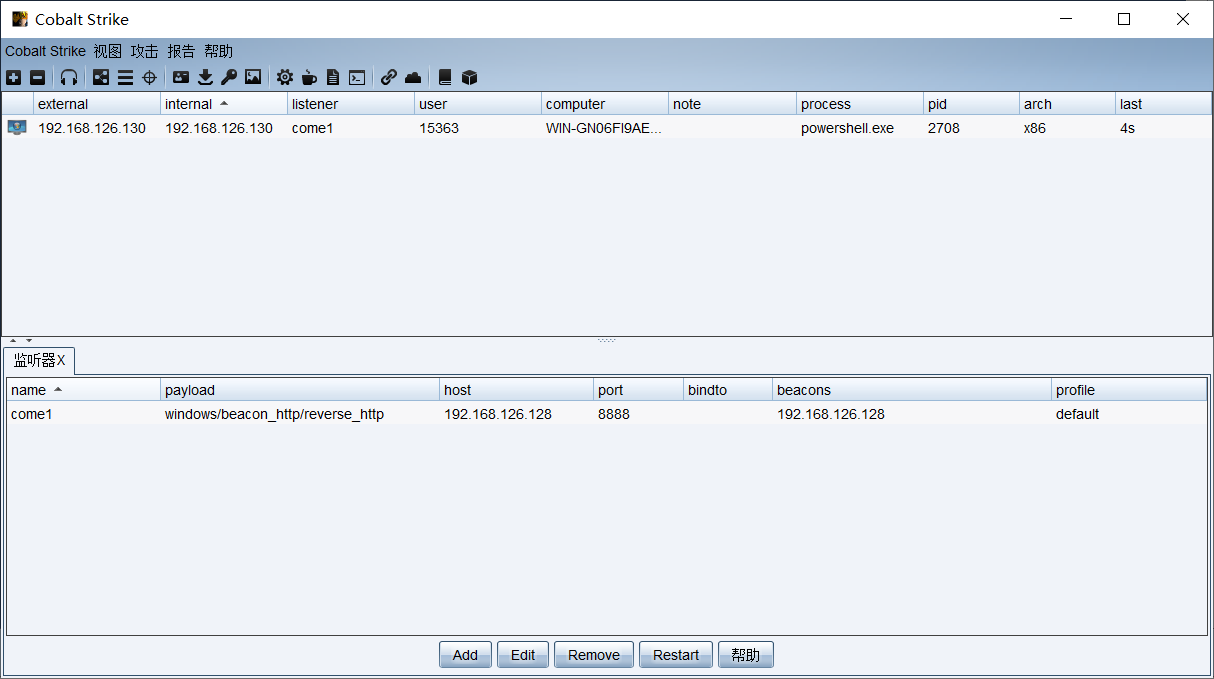 Cobalt Strike
Cobalt Strike 视图 攻击 报告 帮助
external internal listener user computer note process pid arch last
192.168.126.130 192.168.126.130 come1 15363 WIN-GN06FI9AE... powershell.exe 2708 x86 4s
监听器X
name payload host port bindto beacons profile
come1 windows/beacon_http/reverse_http 192.168.126.128 8888 192.168.126.128 default
Add Edit Remove Restart 帮助